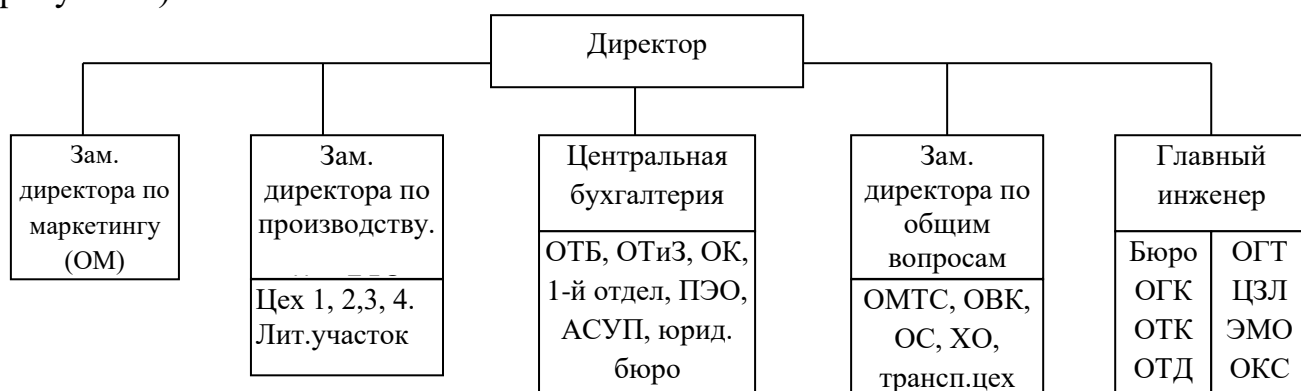 Директор
Зам.
директора по
маркетингу
(ОМ)
Зам.
директора по
производству.
Цех 1, 2,3, 4.
Лит.участок
Центральная
бухгалтерия
ОТБ, ОТиЗ, ОК,
1-й отдел, ПЭО,
АСУП, юрид.
бюро
Зам.
директора по
общим
вопросам
ОМТС, ОВК,
ОС, ХО,
трансп.цех
Главный
инженер
Бюро
ОГК
ОТК
ОТД
ОГТ
ЦЗЛ
ЭМО
ОКС